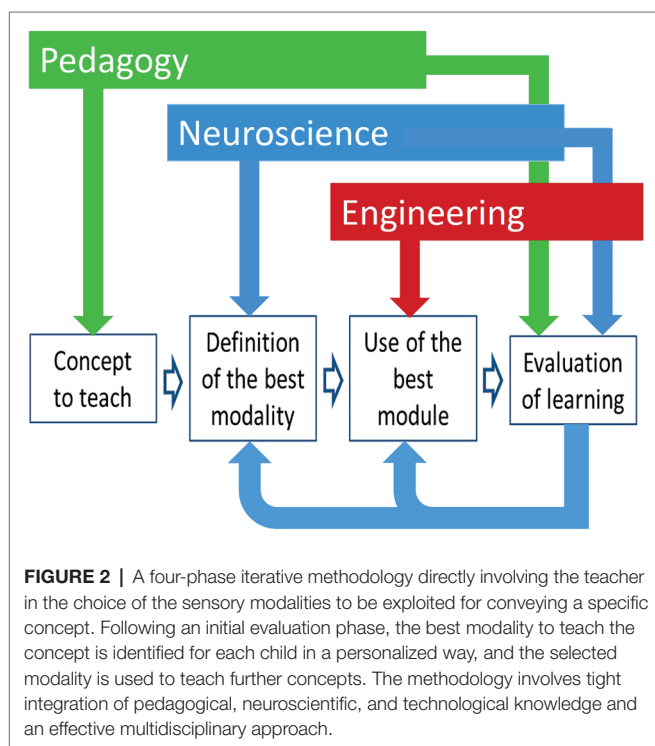 Pedagogy
Neuroscience
Engineering
Concept
to teach
Definition
of the best
modality
Use of the
best
module
Evaluation
of learning
FIGURE 2 | A four-phase iterative methodology directly involving the teacher
in the choice of the sensory modalities to be exploited for conveying a specific
concept. Following an initial evaluation phase, the best modality to teach the
concept is identified for each child in a personalized way, and the selected
modality is used to teach further concepts. The methodology involves tight
integration of pedagogical, neuroscientific, and technological knowledge and
an effective multidisciplinary approach.